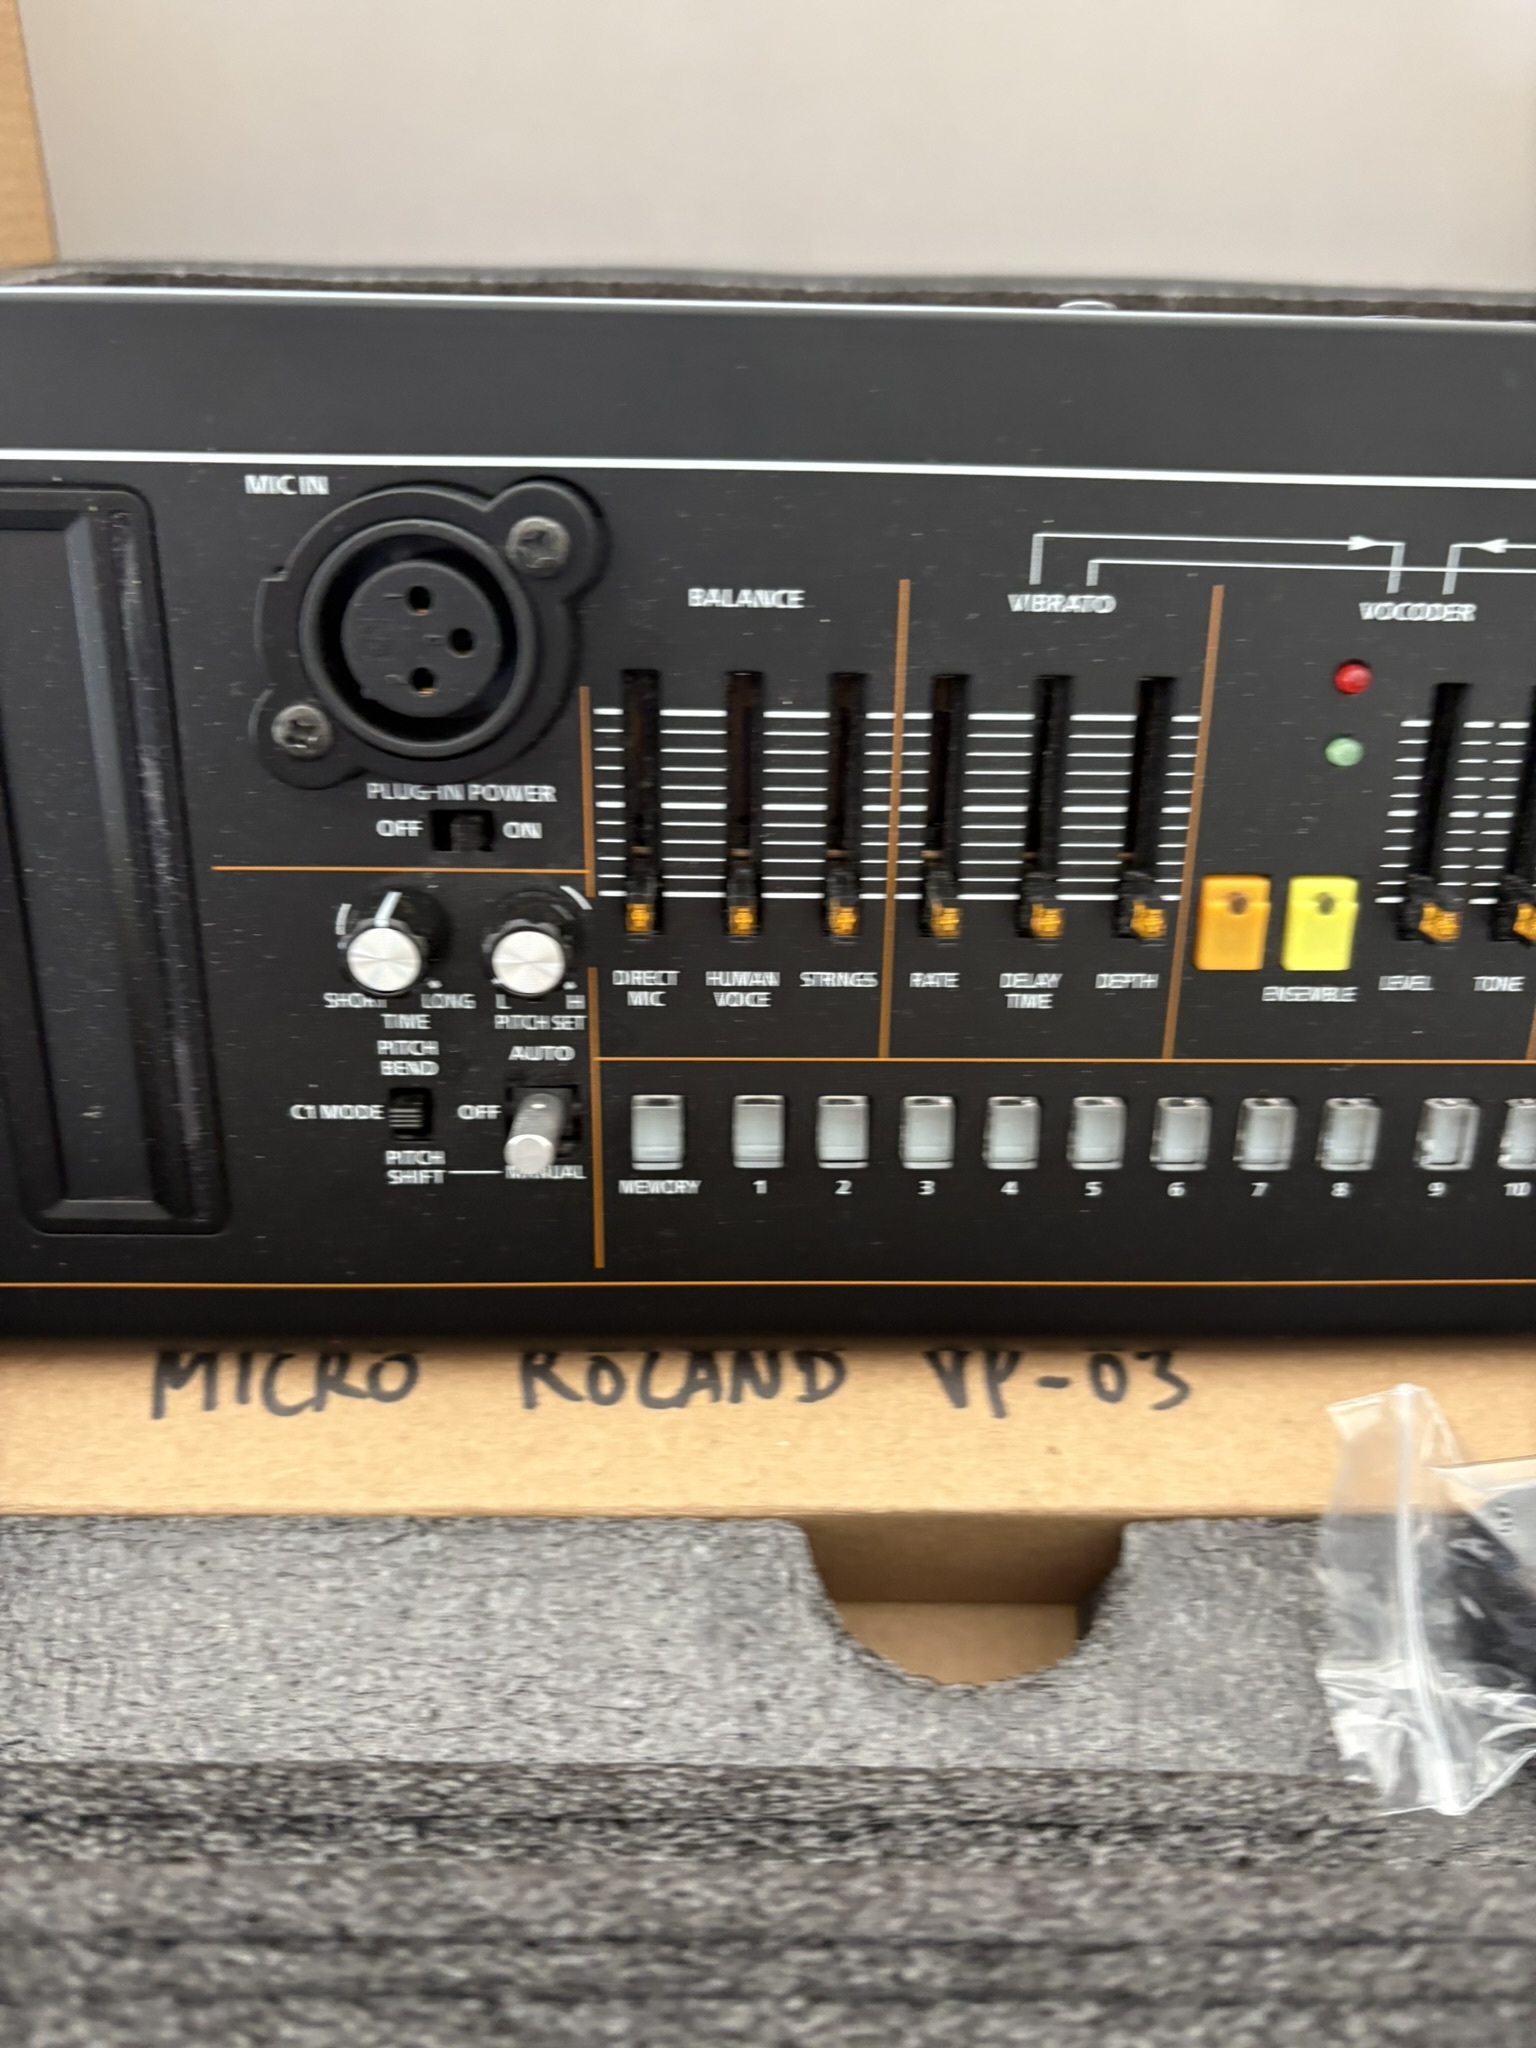 MIC IN
BALANCE
VIBRATO
VOCODER
PLUG-IN POWER
OFF ON
SHORT LONG
TIME
L H
PITCH SET
DIRECT
MIC
HUMAN
VOICE
STRINGS
RATE
DELAY
TIME
DEPTH
ENSEMBLE
LEVEL
TONE
PITCH
BEND
C1 MODE
PITCH
SHIFT
AUTO
OFF
MANUAL
MEMORY 1 2 3 4 5 6 7 8 9 10
MICRO ROLAND VP-03